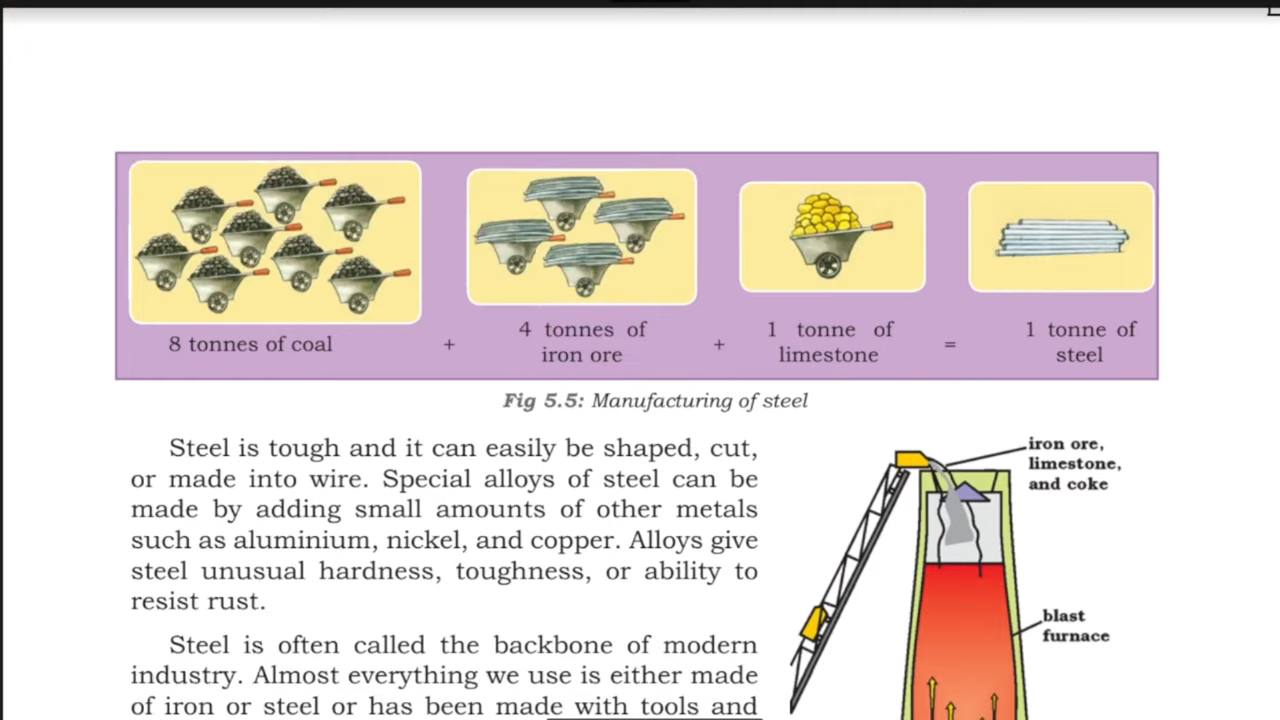 8 tonnes of coal
+
4 tonnes of
iron ore
+
1 tonne of
limestone
=
1 tonne of
steel
Fig 5.5: Manufacturing of steel
Steel is tough and it can easily be shaped, cut,
or made into wire. Special alloys of steel can be
made by adding small amounts of other metals
such as aluminium, nickel, and copper. Alloys give
steel unusual hardness, toughness, or ability to
resist rust.
Steel is often called the backbone of modern
industry. Almost everything we use is either made
of iron or steel or has been made with tools and
iron ore,
limestone,
and coke
blast
furnace